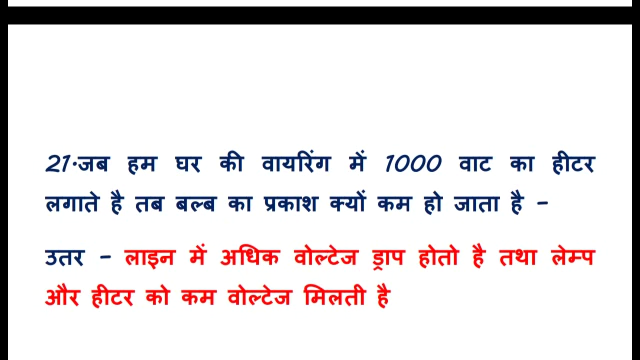 21.जब हम घर की वायरिंग में 1000 वाट का हीटर
लगाते है तब बल्ब का प्रकाश क्यों कम हो जाता है -
उतर - लाइन में अधिक वोल्टेज ड्राप होतो है तथा लेम्प
और हीटर को कम वोल्टेज मिलती है